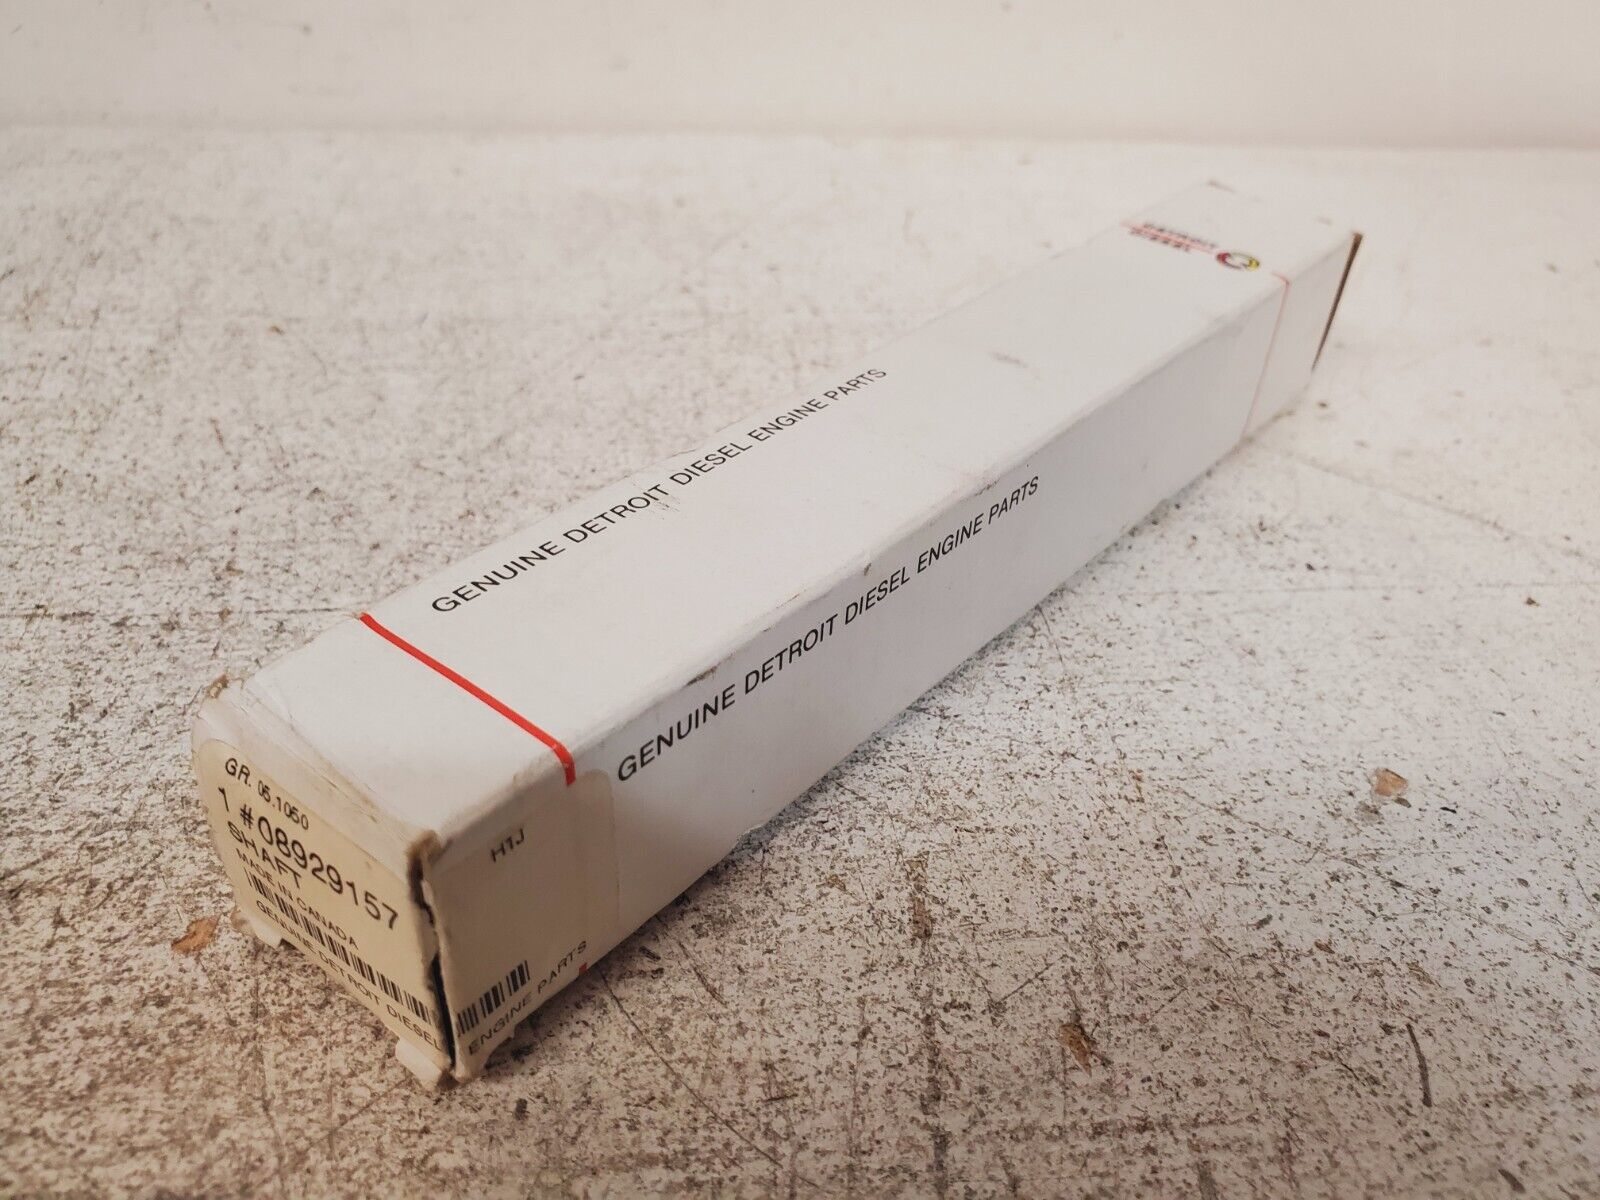 GENUINE DETROIT DIESEL ENGINE PARTS
GENUINE DETROIT DIESEL ENGINE PARTS
GR. 05.1050
1 #08929157
SHAFT
MADE IN CANADA
GENUINE DETROIT DIESEL ENGINE PARTS
H1J